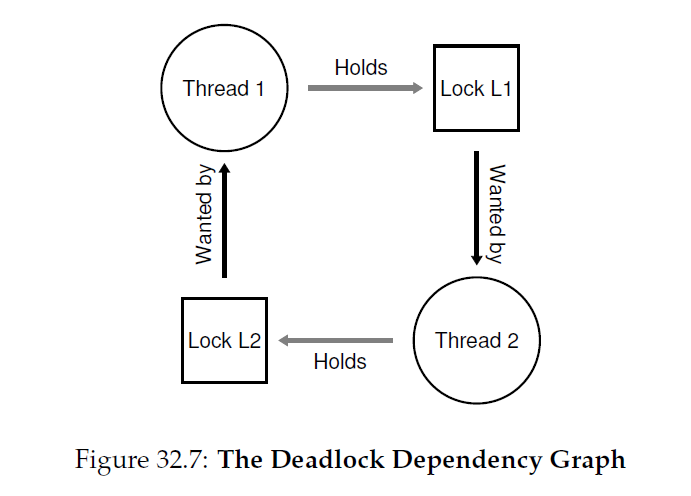 Holds
Thread 1
Lock L1
Wanted by
Wanted by
Lock L2
Thread 2
Holds
Figure 32.7: The Deadlock Dependency Graph